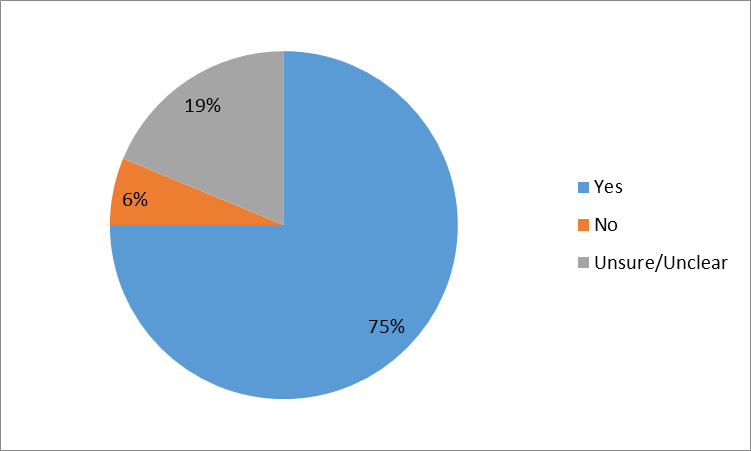 19%
6%
75%
Yes
No
Unsure/Unclear